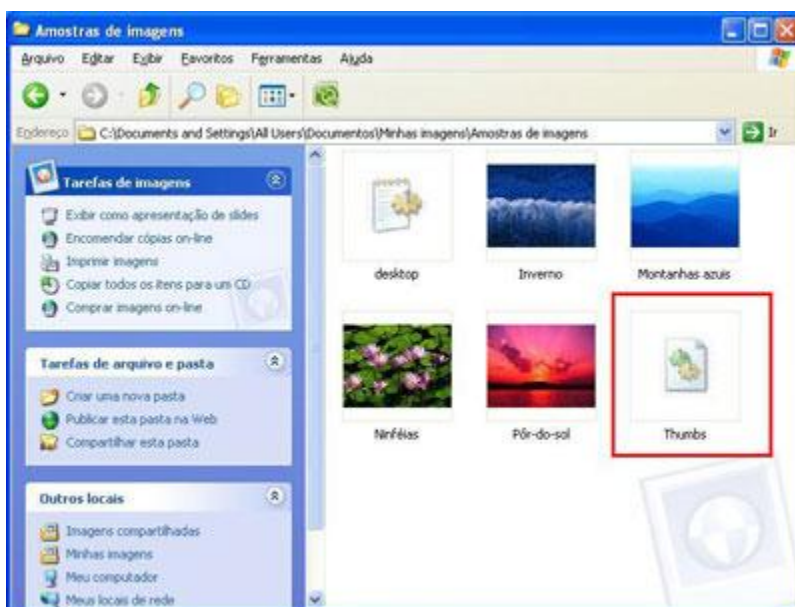 Amostras de imagens
Arquivo Editar Exibir Favoritos Ferramentas Ajuda
Endereço C:\Documents and Settings\All Users\Documentos\Minhas imagens\Amostras de imagens Ir
Tarefas de imagens
Exibir como apresentação de slides
Encomendar cópias on-line
Imprimir imagens
Copiar todos os itens para um CD
Comprar imagens on-line
Tarefas de arquivo e pasta
Criar uma nova pasta
Publicar esta pasta na Web
Compartilhar esta pasta
Outros locais
Imagens compartilhadas
Minhas imagens
Meu computador
Meus locais de rede
desktop Inverno Montanhas azuis
Ninféias Pôr-do-sol Thumbs